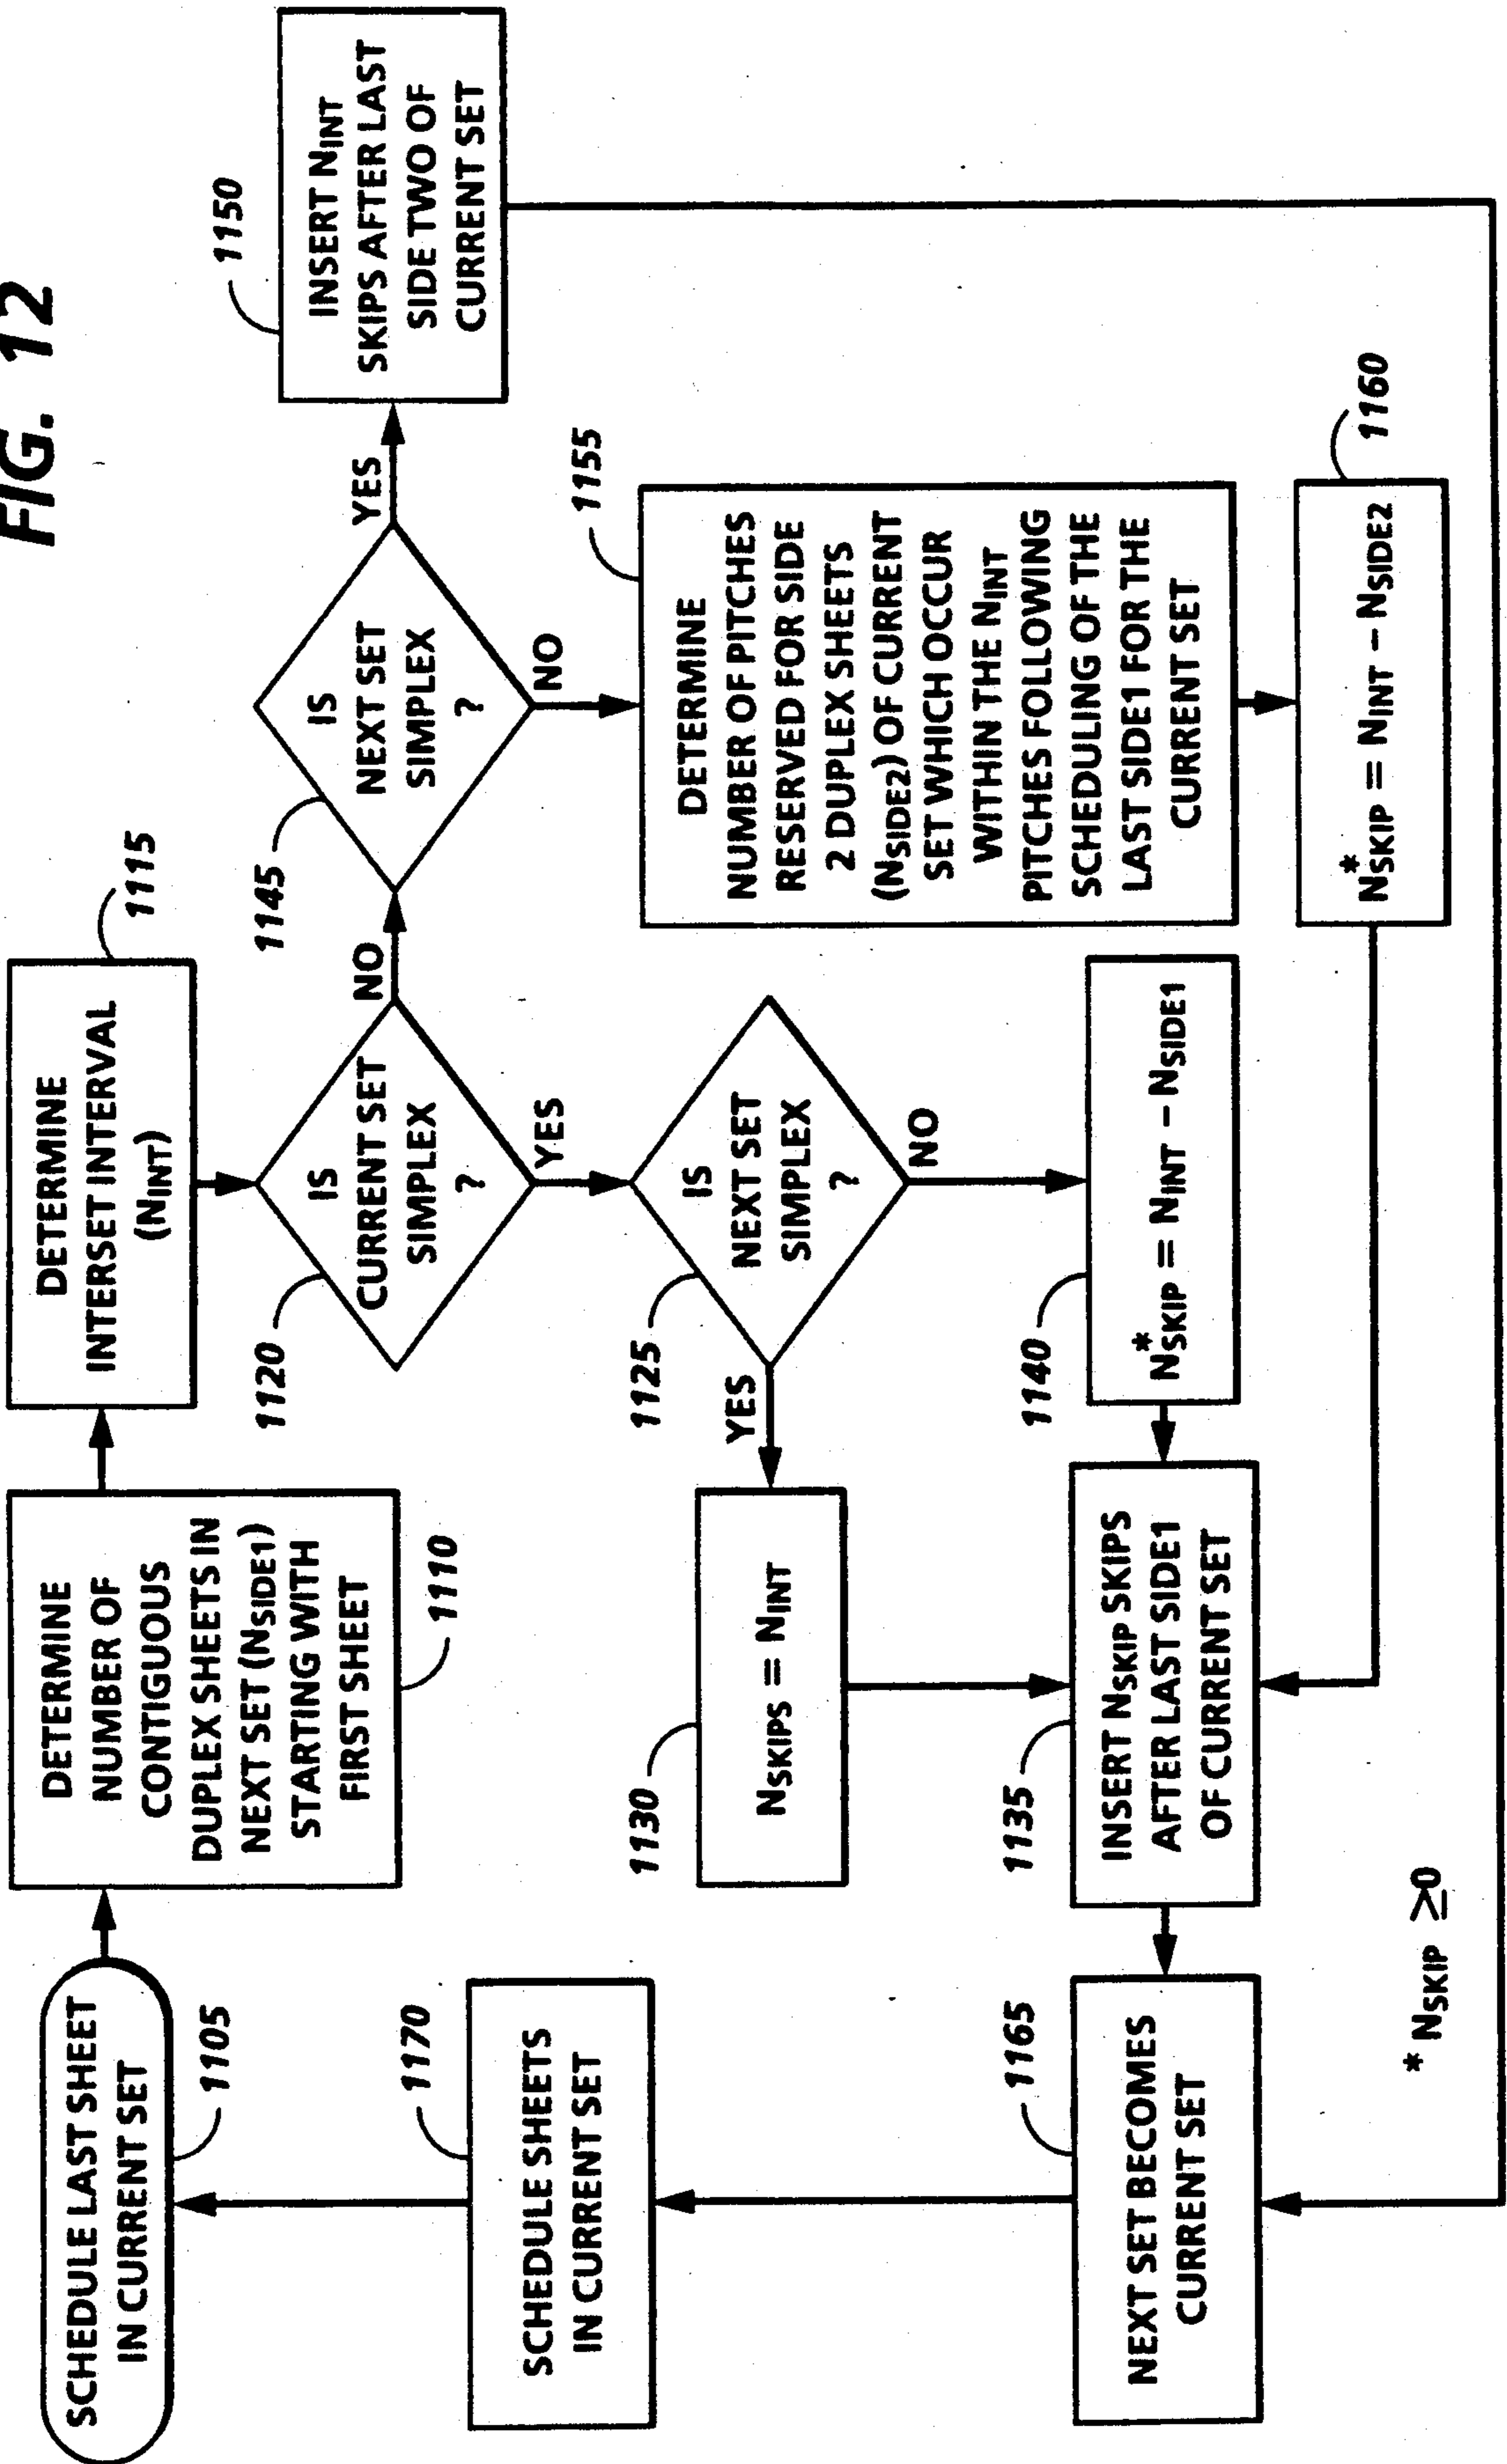 FIG. 12
SCHEDULE LAST SHEET
IN CURRENT SET
1105
DETERMINE
NUMBER OF
CONTIGUOUS
DUPLEX SHEETS IN
NEXT SET (NSIDE1)
STARTING WITH
FIRST SHEET
1110
DETERMINE
INTERSET INTERVAL
(NINT)
1115
1120
IS
CURRENT SET
SIMPLEX
?
NO
YES
1145
IS
NEXT SET
SIMPLEX
?
YES
NO
1150
INSERT NINT
SKIPS AFTER LAST
SIDE TWO OF
CURRENT SET
1155
DETERMINE
NUMBER OF PITCHES
RESERVED FOR SIDE
2 DUPLEX SHEETS
(NSIDE2) OF CURRENT
SET WHICH OCCUR
WITHIN THE NINT
PITCHES FOLLOWING
SCHEDULING OF THE
LAST SIDE1 FOR THE
CURRENT SET
1160
N*SKIP = NINT – NSIDE2
1125
IS
NEXT SET
SIMPLEX
?
YES
NO
1130
NSKIPS = NINT
1140
N*SKIP = NINT – NSIDE1
1135
INSERT NSKIP SKIPS
AFTER LAST SIDE1
OF CURRENT SET
1165
NEXT SET BECOMES
CURRENT SET
1170
SCHEDULE SHEETS
IN CURRENT SET
* NSKIP ≥0